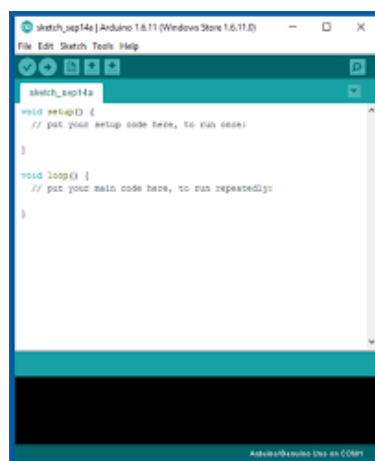 sketch_sep14a | Arduino 1.6.11 (Windows Store 1.6.11.0)
File Edit Sketch Tools Help
sketch_sep14a
void setup() {
// put your setup code here, to run once:
}
void loop() {
// put your main code here, to run repeatedly:
}
Arduino/Genuino Uno on COM1